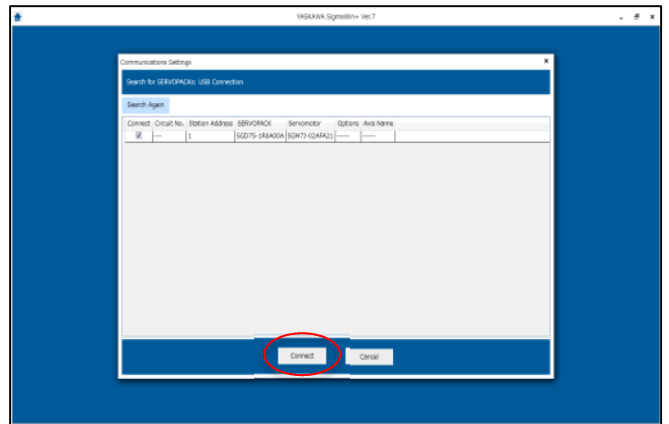 YASKAWA SigmaWin+ Ver.7
Communications Settings
Search for SERVOPACKs: USB Connection
Search Again
Connect Circuit No. Station Address SERVOPACK Servomotor Options Axis Name
--- 1 SGD7S-1R6A00A SGM7J-02AFA21 ----- -----
Connect Cancel